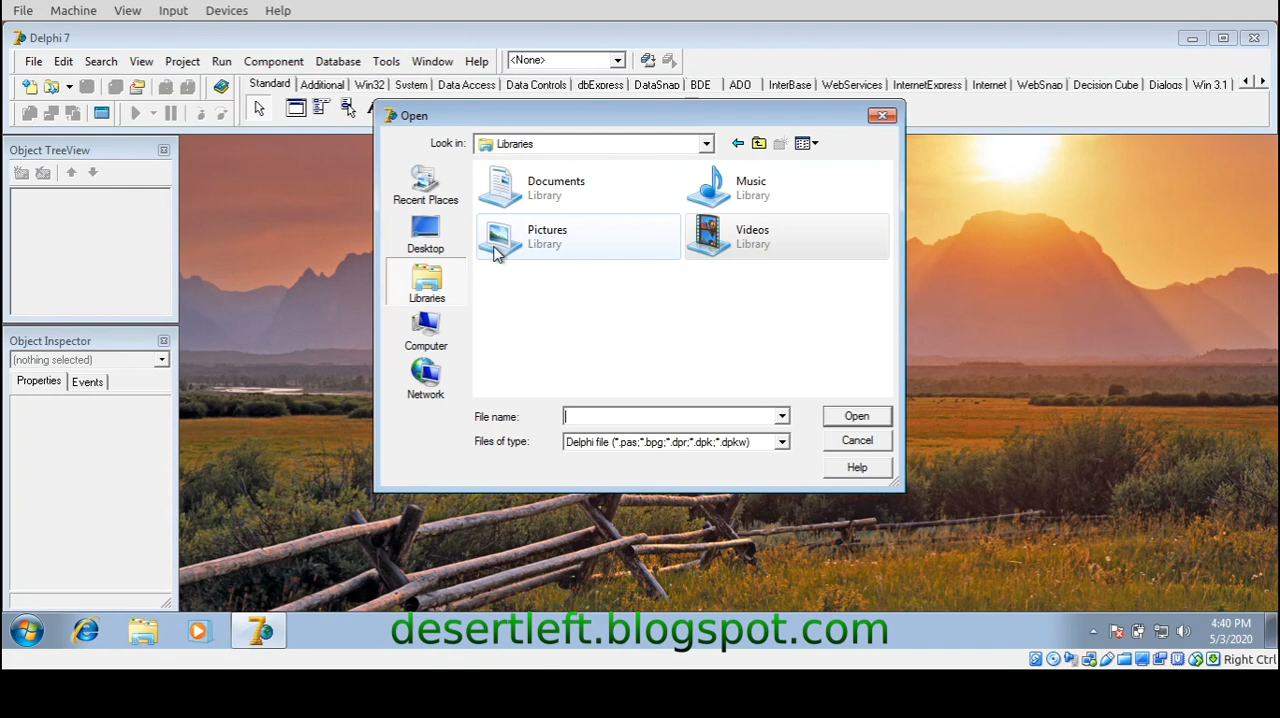 File Machine View Input Devices Help
Delphi 7
File Edit Search View Project Run Component Database Tools Window Help <None>
Standard Additional Win32 System Data Access Data Controls dbExpress DataSnap BDE ADO InterBase WebServices InternetExpress Internet WebSnap Decision Cube Dialogs Win 3.1
Open
Look in: Libraries
Object TreeView
Recent Places
Desktop
Libraries
Computer
Network
Documents
Library
Music
Library
Pictures
Library
Videos
Library
Object Inspector
(nothing selected)
Properties Events
File name: Open
Files of type: Delphi file (*.pas;*.bpg;*.dpr;*.dpk;*.dpkw) Cancel
Help
desertleft.blogspot.com
4:40 PM
5/3/2020
Right Ctrl